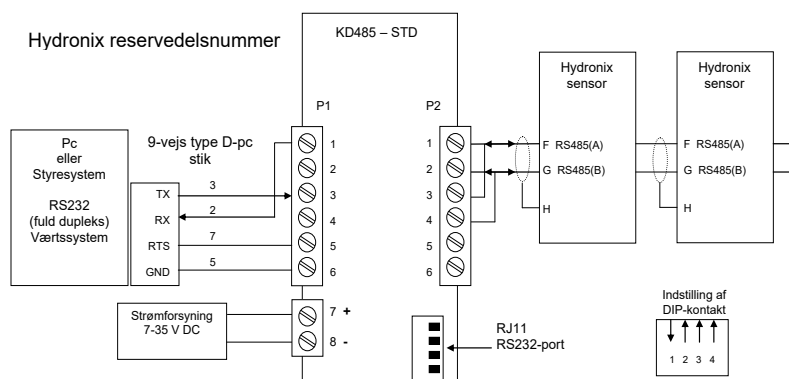 Hydronix reservedelsnummer
KD485 – STD
P1
P2
Pc
eller
Styresystem
RS232
(fuld dupleks)
Værtssystem
9-vejs type D-pc
stik
TX
RX
RTS
GND
3
2
7
5
1
2
3
4
5
6
7 +
8 -
Strømforsyning
7-35 V DC
1
2
3
4
5
6
Hydronix
sensor
F RS485(A)
G RS485(B)
H
Hydronix
sensor
F RS485(A)
G RS485(B)
H
RJ11
RS232-port
Indstilling af
DIP-kontakt
1 2 3 4